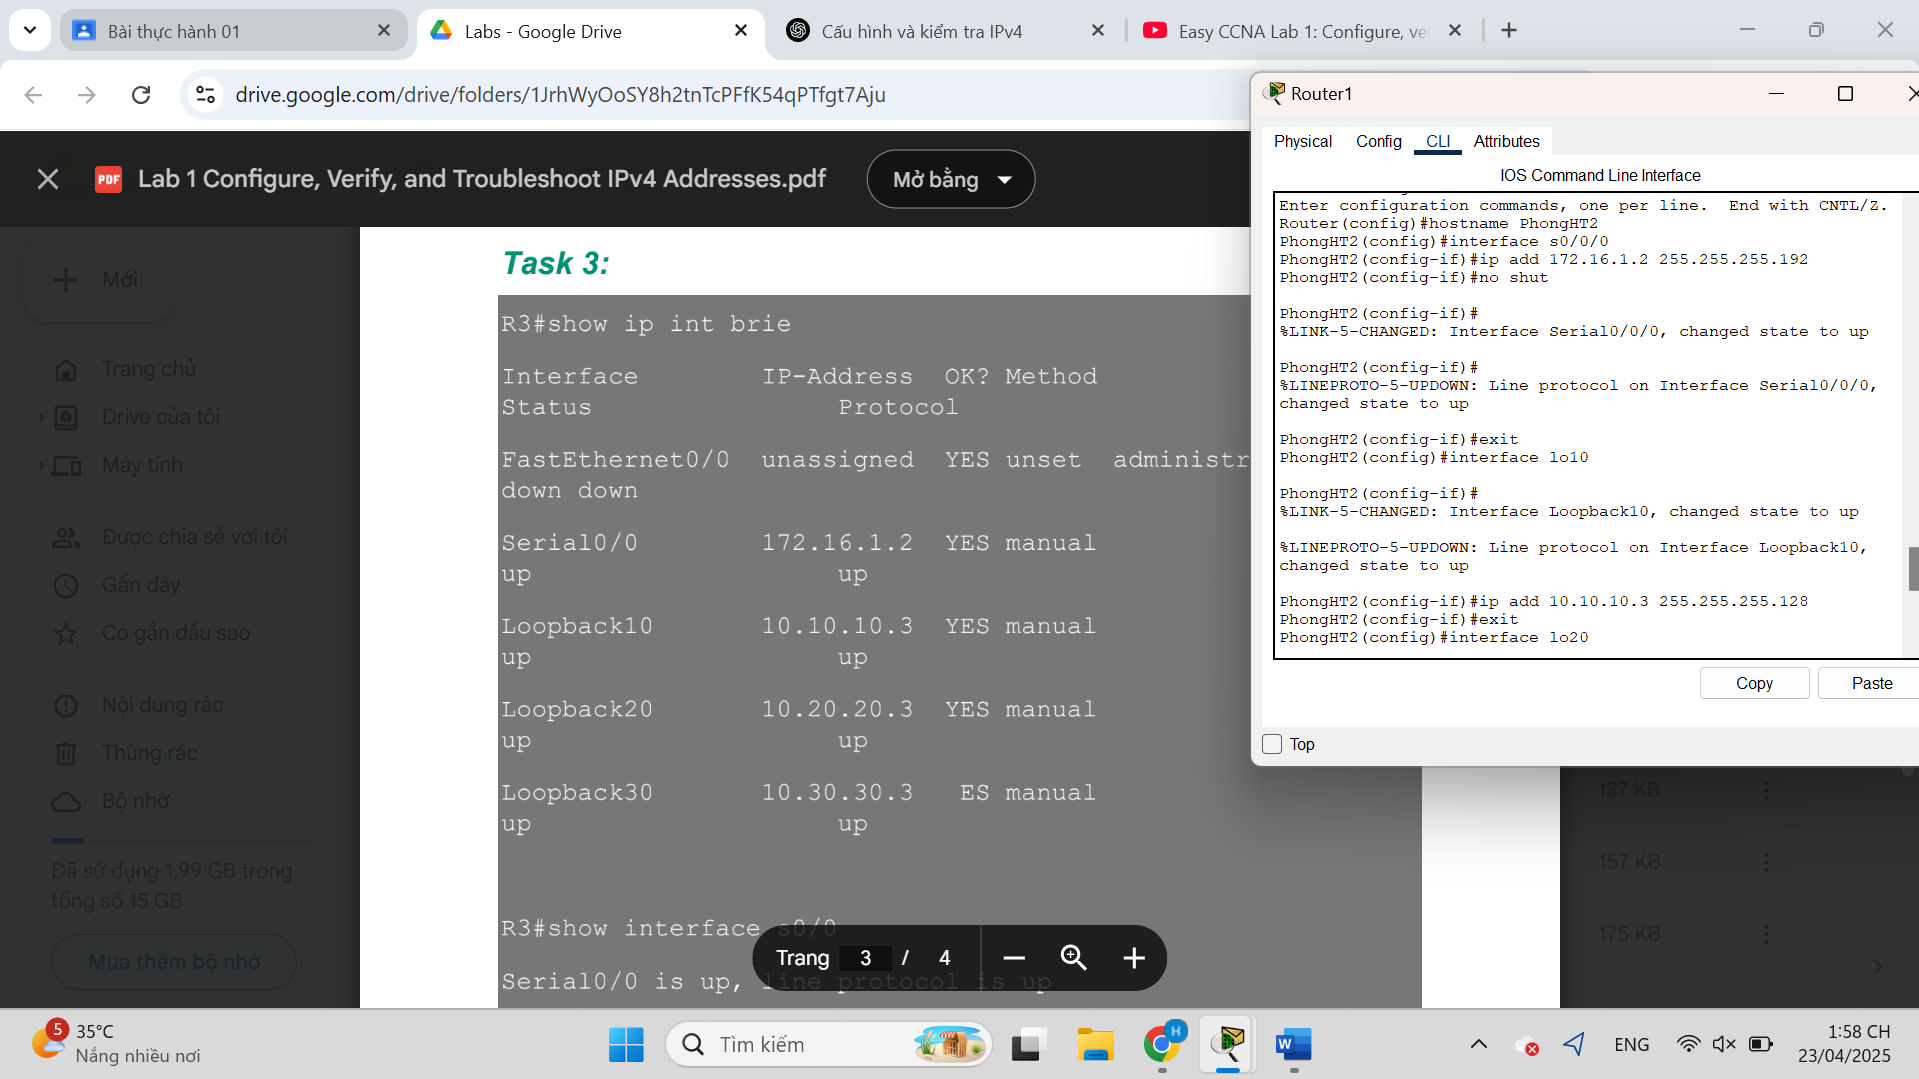 Bài thực hành 01
Labs - Google Drive
Cấu hình và kiểm tra IPv4
Easy CCNA Lab 1: Configure, ve
drive.google.com/drive/folders/1JrhWyOoSY8h2tnTcPFfK54qPTfgt7Aju
PDF
Lab 1 Configure, Verify, and Troubleshoot IPv4 Addresses.pdf
Mở bằng
Mới
Trang chủ
Drive của tôi
Máy tính
Được chia sẻ với tôi
Gần đây
Có gắn dấu sao
Nội dung rác
Thùng rác
Bộ nhớ
Đã sử dụng 1,99 GB trong
tổng số 15 GB
Mua thêm bộ nhớ
Task 3:
R3#show ip int brie
Interface IP-Address OK? Method
Status Protocol
FastEthernet0/0 unassigned YES unset administr
down down
Serial0/0 172.16.1.2 YES manual
up up
Loopback10 10.10.10.3 YES manual
up up
Loopback20 10.20.20.3 YES manual
up up
Loopback30 10.30.30.3 ES manual
up up
R3#show interface s0/0
Serial0/0 is up, line protocol is up
Trang 3 / 4
Router1
Physical
Config
CLI
Attributes
IOS Command Line Interface
Enter configuration commands, one per line. End with CNTL/Z.
Router(config)#hostname PhongHT2
PhongHT2(config)#interface s0/0/0
PhongHT2(config-if)#ip add 172.16.1.2 255.255.255.192
PhongHT2(config-if)#no shut
PhongHT2(config-if)#
%LINK-5-CHANGED: Interface Serial0/0/0, changed state to up
PhongHT2(config-if)#
%LINEPROTO-5-UPDOWN: Line protocol on Interface Serial0/0/0,
changed state to up
PhongHT2(config-if)#exit
PhongHT2(config)#interface lo10
PhongHT2(config-if)#
%LINK-5-CHANGED: Interface Loopback10, changed state to up
%LINEPROTO-5-UPDOWN: Line protocol on Interface Loopback10,
changed state to up
PhongHT2(config-if)#ip add 10.10.10.3 255.255.255.128
PhongHT2(config-if)#exit
PhongHT2(config)#interface lo20
Copy
Paste
Top
137 KB
157 KB
175 KB
5
35°C
Nắng nhiều nơi
Tìm kiếm
H
W
ENG
1:58 CH
23/04/2025